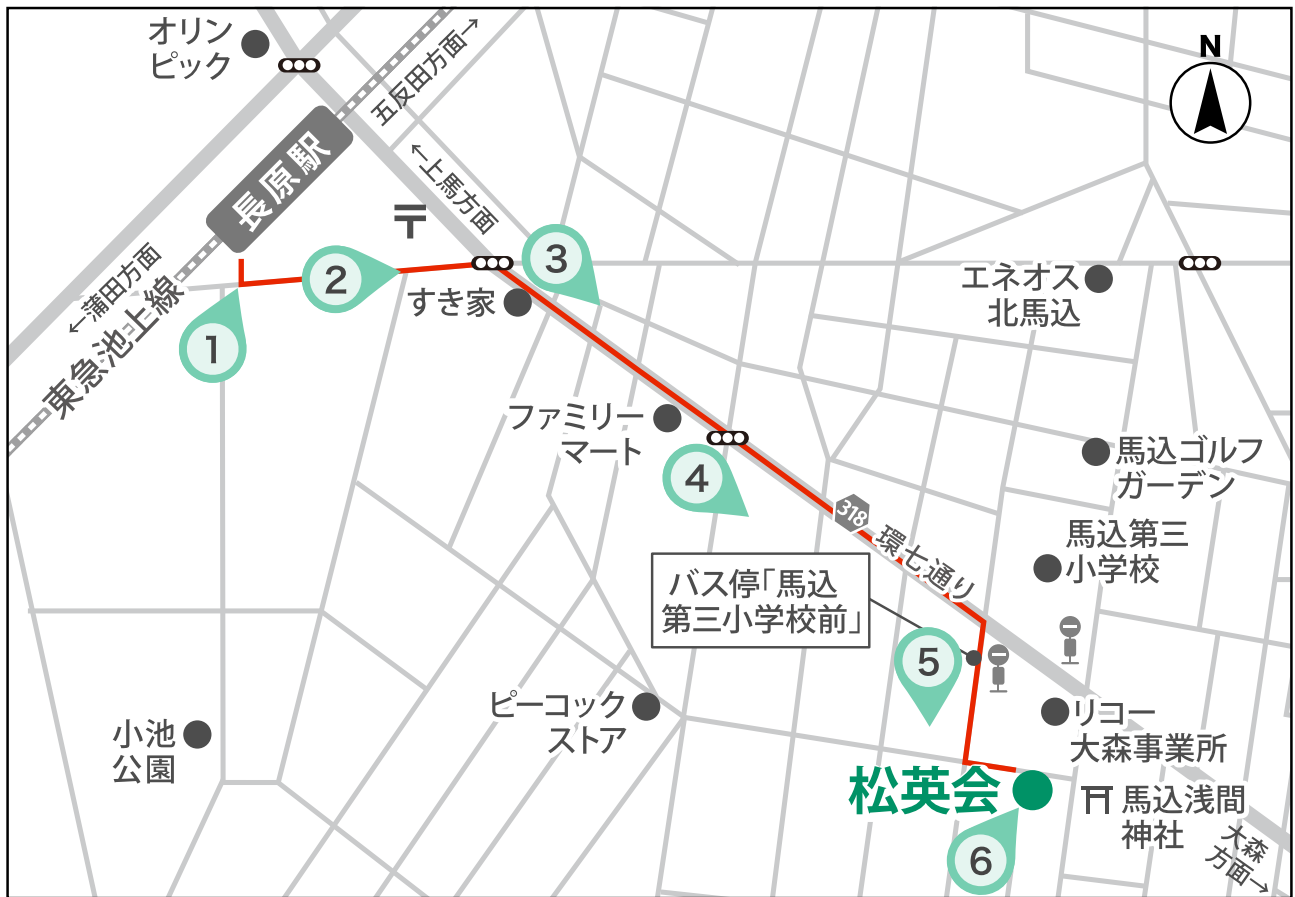 オリン
ピック
五反田方面→
N
長原駅
←上馬方面
←蒲田方面
東急池上線
1
2
3
すき家
エネオス
北馬込
ファミリー
マート
4
馬込ゴルフ
ガーデン
318
環七通り
馬込第三
小学校
バス停「馬込
第三小学校前」
5
ピーコック
ストア
リコー
大森事業所
小池
公園
松英会
馬込浅間
神社
6
大森
方面→